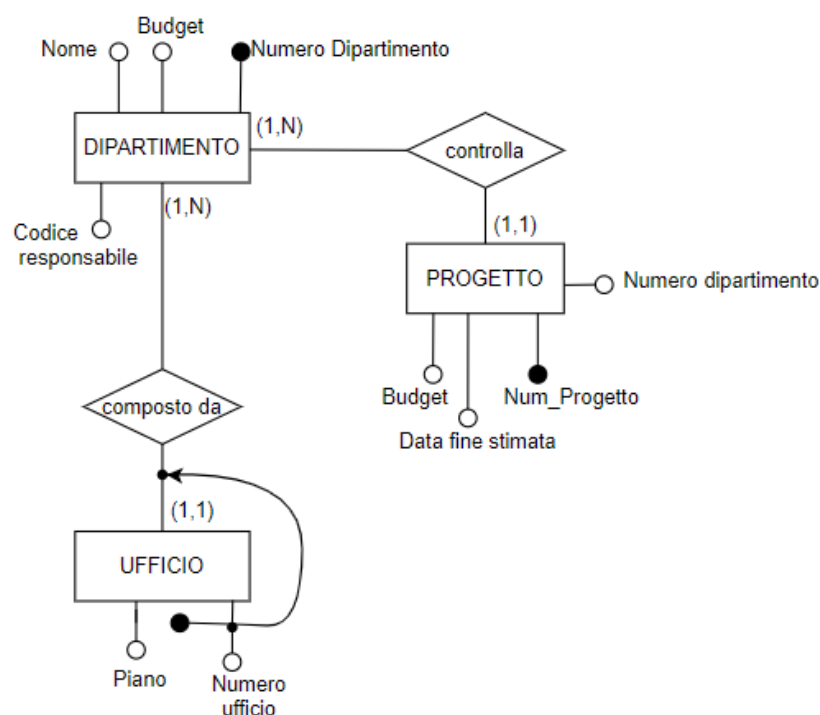 Budget
Nome
Numero Dipartimento
(1,N)
DIPARTIMENTO
controlla
(1,N)
Codice
responsabile
(1,1)
PROGETTO
Numero dipartimento
Budget
Num_Progetto
Data fine stimata
composto da
(1,1)
UFFICIO
Piano
Numero
ufficio